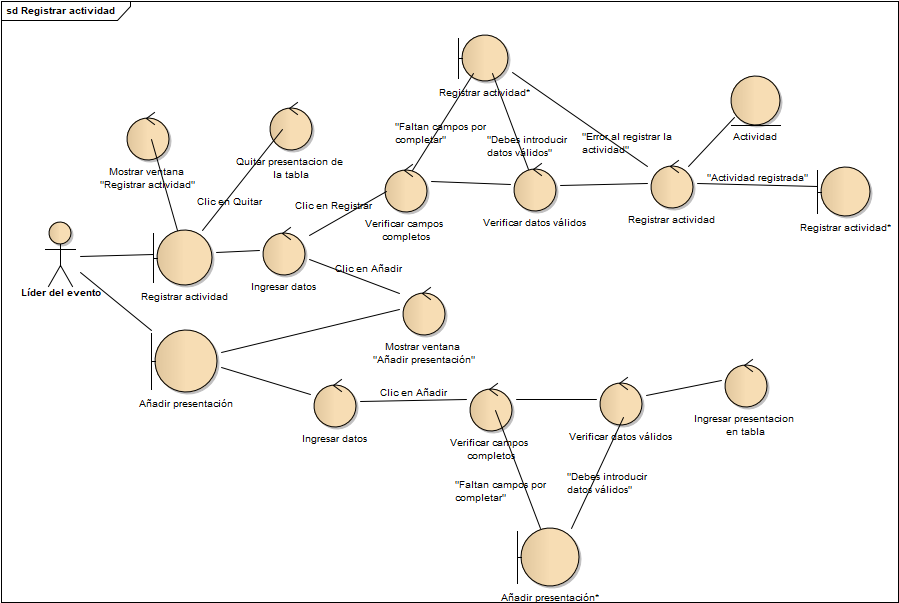 sd Registrar actividad
Registrar actividad*
"Faltan campos por
completar"
"Debes introducir
datos válidos"
"Error al registrar la
actividad"
Actividad
Mostrar ventana
"Registrar actividad"
Quitar presentacion de
la tabla
Clic en Quitar
Clic en Registrar
Verificar campos
completos
Verificar datos válidos
Registrar actividad
"Actividad registrada"
Registrar actividad*
Líder del evento
Registrar actividad
Ingresar datos
Clic en Añadir
Mostrar ventana
"Añadir presentación"
Añadir presentación
Ingresar datos
Clic en Añadir
Verificar campos
completos
Verificar datos válidos
Ingresar presentacion
en tabla
"Faltan campos por
completar"
"Debes introducir
datos válidos"
Añadir presentación*